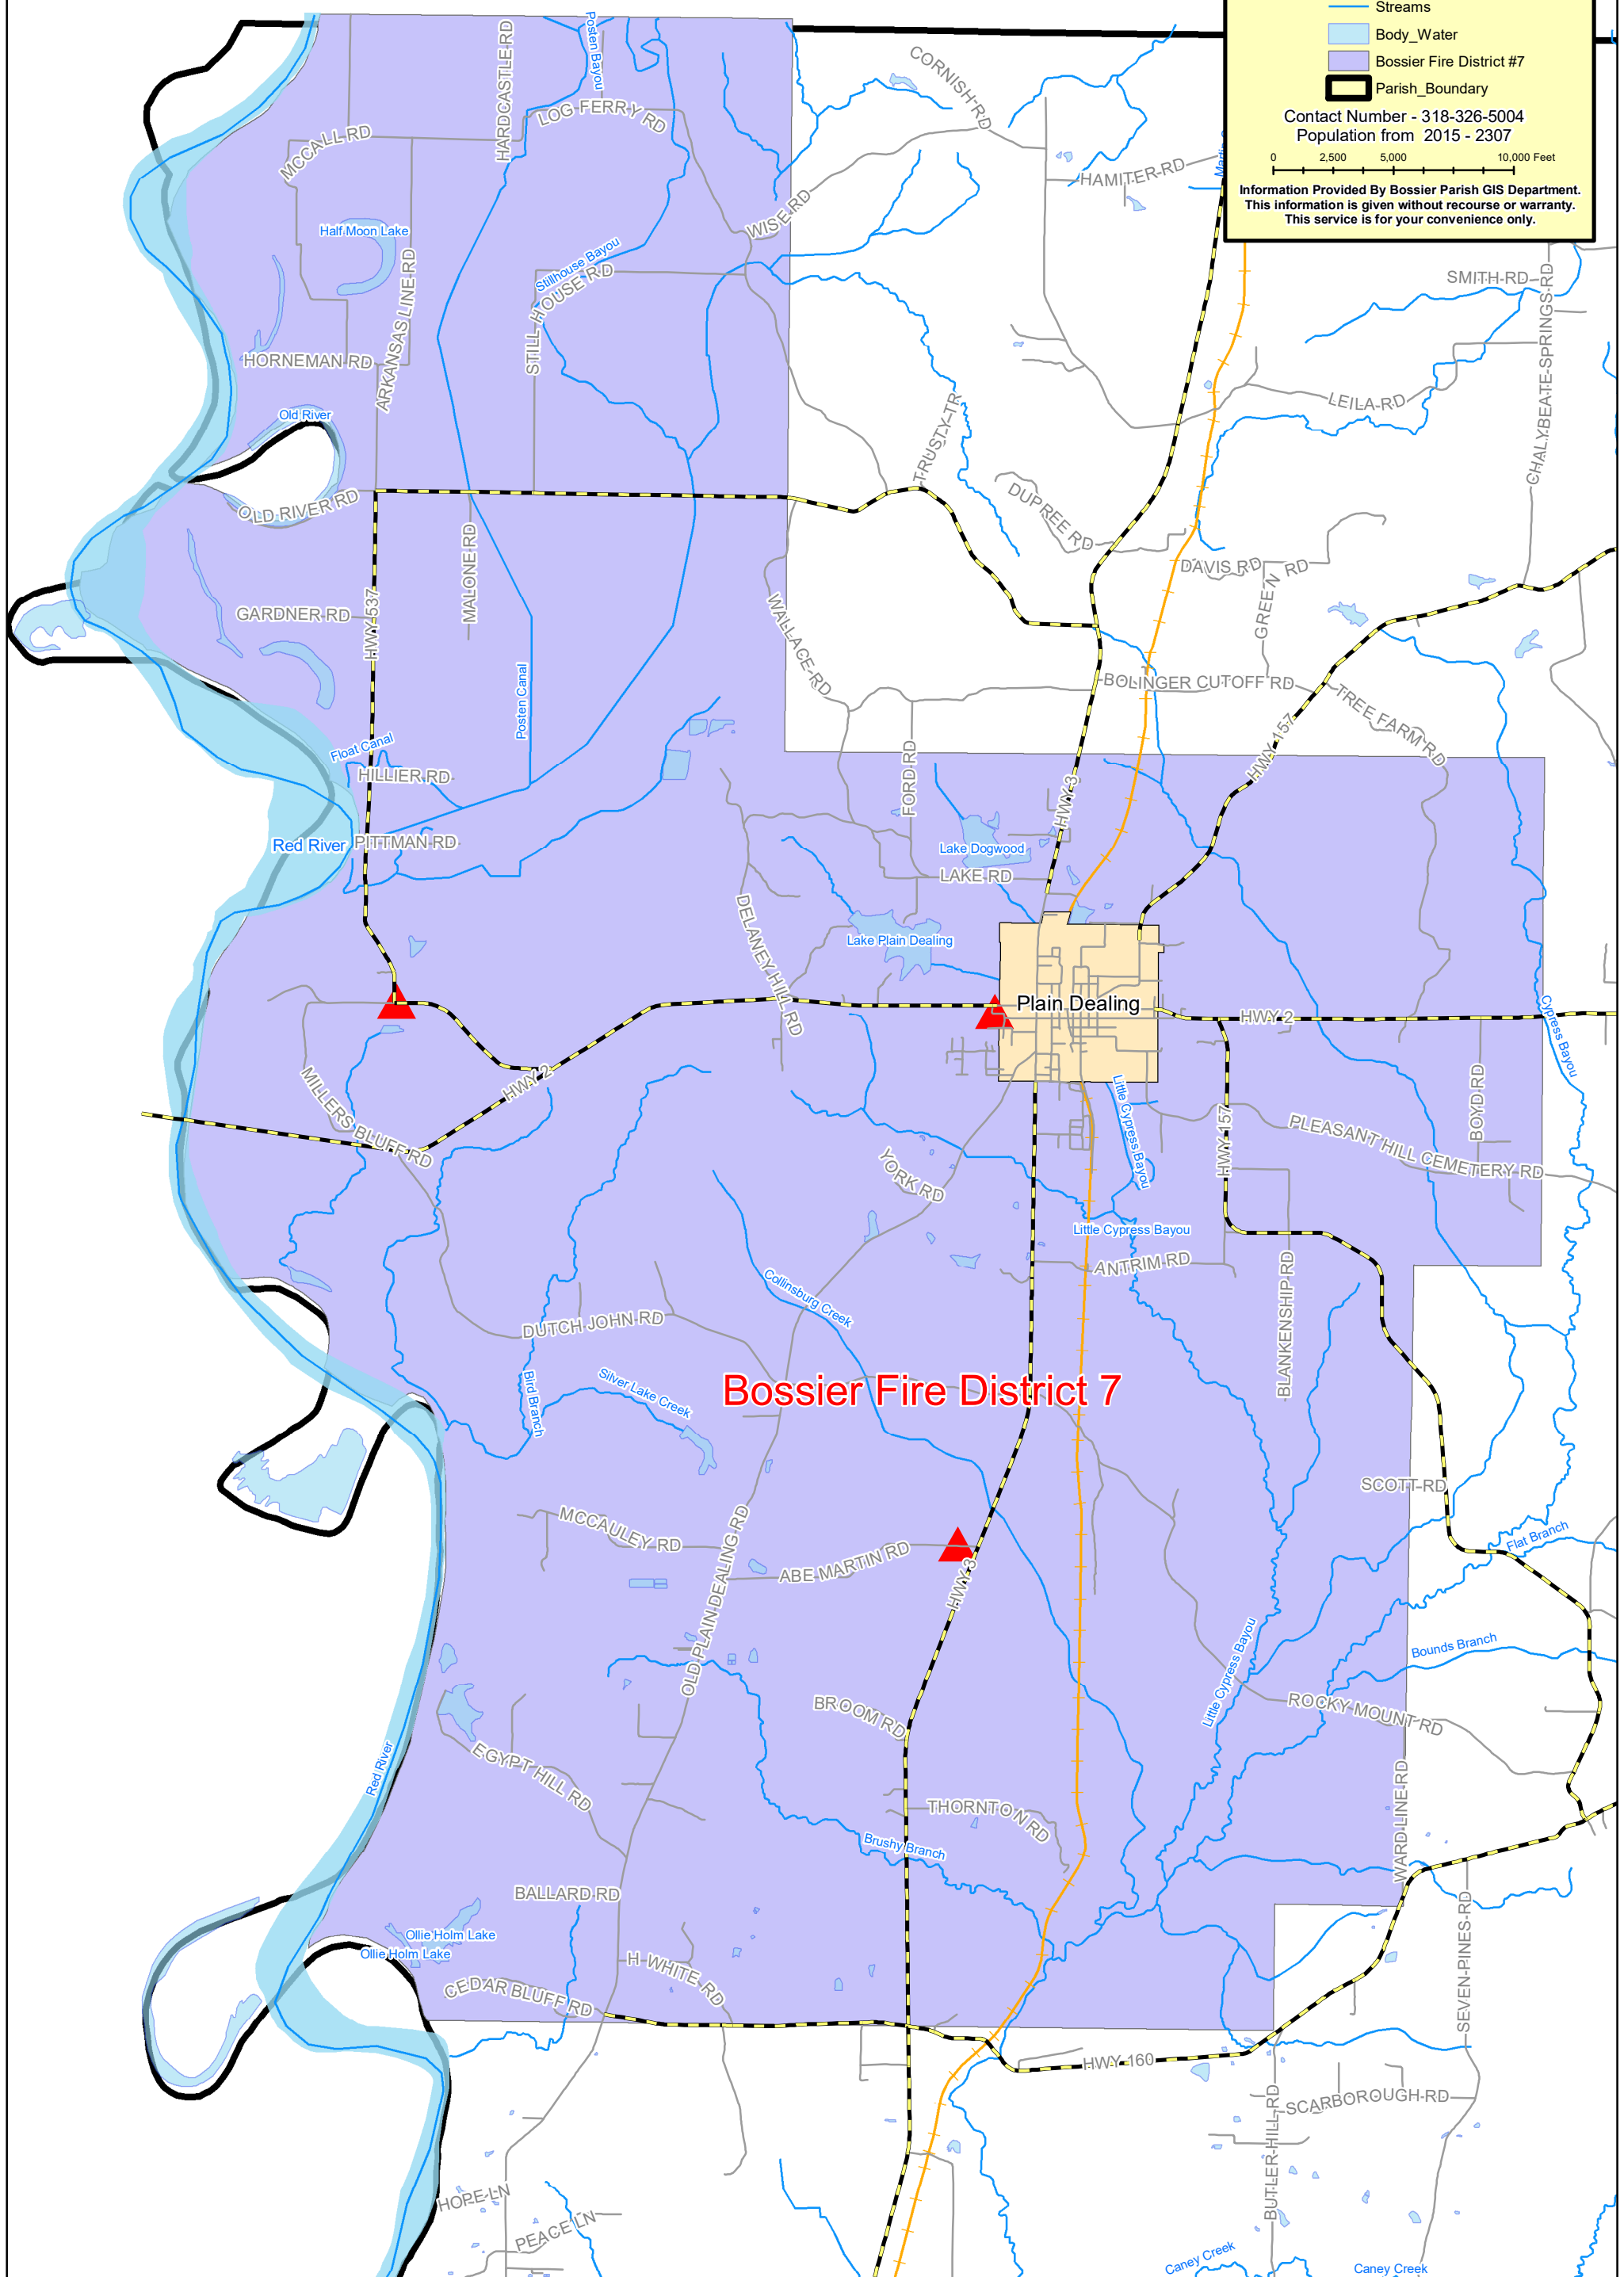 Streams
Body_Water
Bossier Fire District #7
Parish_Boundary
Contact Number - 318-326-5004
Population from 2015 - 2307
0 2,500 5,000 10,000 Feet
Information Provided By Bossier Parish GIS Department.
This information is given without recourse or warranty.
This service is for your convenience only.
HARDCASTLE RD
Posten Bayou
LOG FERRY RD
MCCALL RD
CORNISH RD
HAMITER RD
WISE RD
Half Moon Lake
ARKANSAS LINE RD
Stillhouse Bayou
STILL HOUSE RD
SMITH RD
CHALYBEATE SPRINGS RD
HORNEMAN RD
LEILA RD
Old River
TRUSTY TR
OLD RIVER RD
DUPREE RD
MALONE RD
DAVIS RD
GREEN RD
GARDNER RD
HWY 537
WALLACE RD
Posten Canal
BOLINGER CUTOFF RD
TREE FARM RD
HWY 157
Float Canal
HILLIER RD
FORD RD
HWY 3
Red River
PITTMAN RD
Lake Dogwood
LAKE RD
DELANEY HILL RD
Lake Plain Dealing
Plain Dealing
HWY 2
Cypress Bayou
HWY 2
MILLERS BLUFF RD
Little Cypress Bayou
BOYD RD
HWY 157
PLEASANT HILL CEMETERY RD
YORK RD
Little Cypress Bayou
ANTRIM RD
BLANKENSHIP RD
Collinsburg Creek
DUTCH JOHN RD
Bird Branch
Silver Lake Creek
Bossier Fire District 7
SCOTT RD
MCCAULEY RD
OLD PLAIN DEALING RD
ABE MARTIN RD
HWY 3
Flat Branch
Bounds Branch
Little Cypress Bayou
BROOM RD
ROCKY MOUNT RD
Red River
EGYPT HILL RD
THORNTON RD
WARD LINE RD
Brushy Branch
BALLARD RD
Ollie Holm Lake
Ollie Holm Lake
H WHITE RD
CEDAR BLUFF RD
SEVEN PINES RD
HWY 160
SCARBOROUGH RD
BUTLER HILL RD
HOPE LN
PEACE LN
Caney Creek
Caney Creek